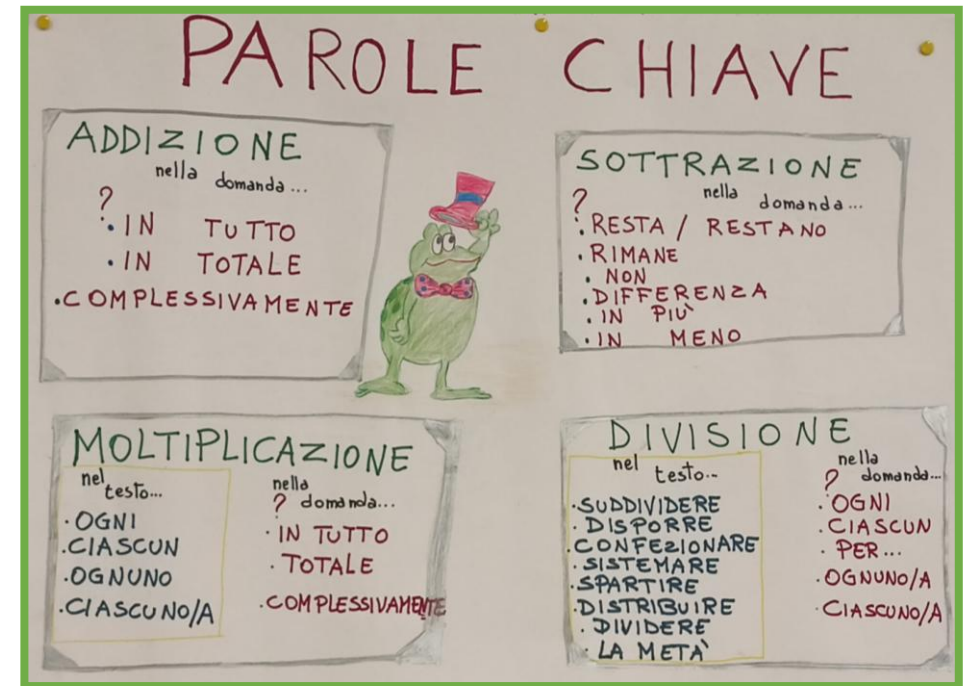 PAROLE CHIAVE
ADDIZIONE
nella domanda...
?
. IN TUTTO
. IN TOTALE
. COMPLESSIVAMENTE
SOTTRAZIONE
nella domanda...
?
. RESTA / RESTANO
. RIMANE
. NON
. DIFFERENZA
. IN PIÙ
. IN MENO
MOLTIPLICAZIONE
nel testo...
. OGNI
. CIASCUN
. OGNUNO
. CIASCUNO/A
nella
? domanda...
. IN TUTTO
. TOTALE
. COMPLESSIVAMENTE
DIVISIONE
nel testo...
. SUDDIVIDERE
. DISPORRE
. CONFEZIONARE
. SISTEMARE
. SPARTIRE
. DISTRIBUIRE
. DIVIDERE
. LA METÀ
nella
? domanda...
. OGNI
. CIASCUN
. PER...
. OGNUNO/A
. CIASCUNO/A